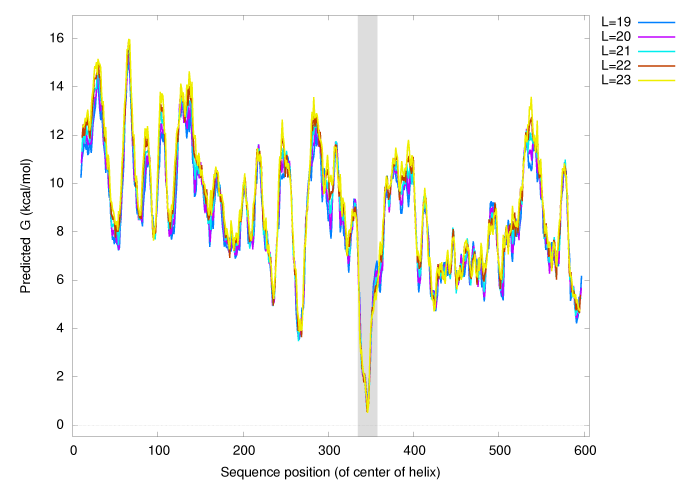 L=19
L=20
L=21
L=22
L=23
16
14
12
10
8
6
4
2
0
Predicted G (kcal/mol)
0 100 200 300 400 500 600
Sequence position (of center of helix)